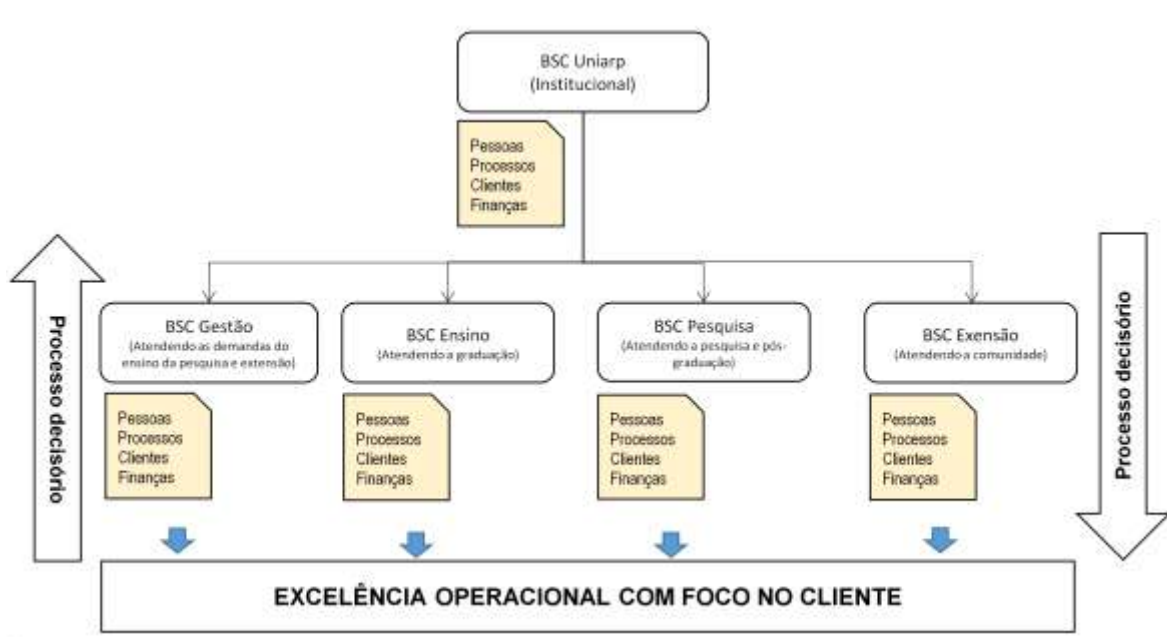 BSC Uniarp
(Institucional)
Pessoas
Processos
Clientes
Finanças
Processo decisório
BSC Gestão
(Atendendo as demandas do
ensino da pesquisa e extensão)
BSC Ensino
(Atendendo a graduação)
BSC Pesquisa
(Atendendo a pesquisa e pós-
graduação)
BSC Exensão
(Atendendo a comunidade)
Processo decisório
Pessoas
Processos
Clientes
Finanças
Pessoas
Processos
Clientes
Finanças
Pessoas
Processos
Clientes
Finanças
Pessoas
Processos
Clientes
Finanças
EXCELÊNCIA OPERACIONAL COM FOCO NO CLIENTE